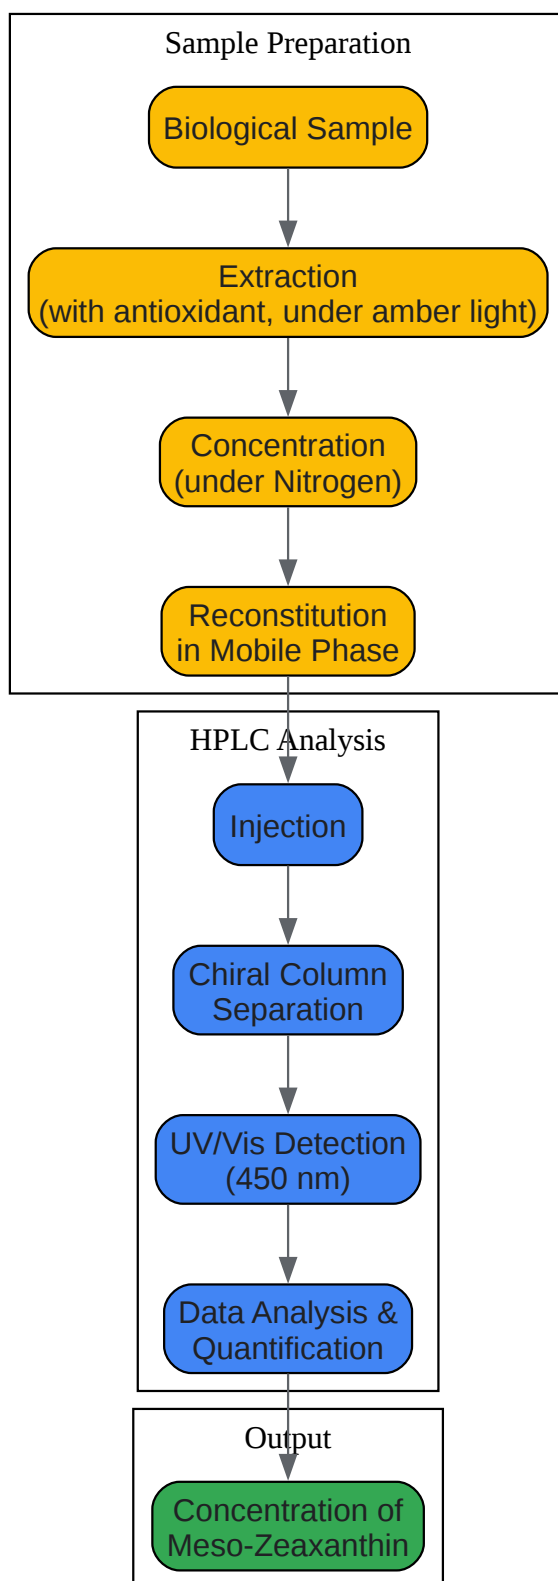 Sample Preparation
Biological Sample
Extraction
(with antioxidant, under amber light)
Concentration
(under Nitrogen)
Reconstitution
in Mobile Phase
HPLC Analysis
Injection
Chiral Column
Separation
UV/Vis Detection
(450 nm)
Data Analysis &
Quantification
Output
Concentration of
Meso-Zeaxanthin